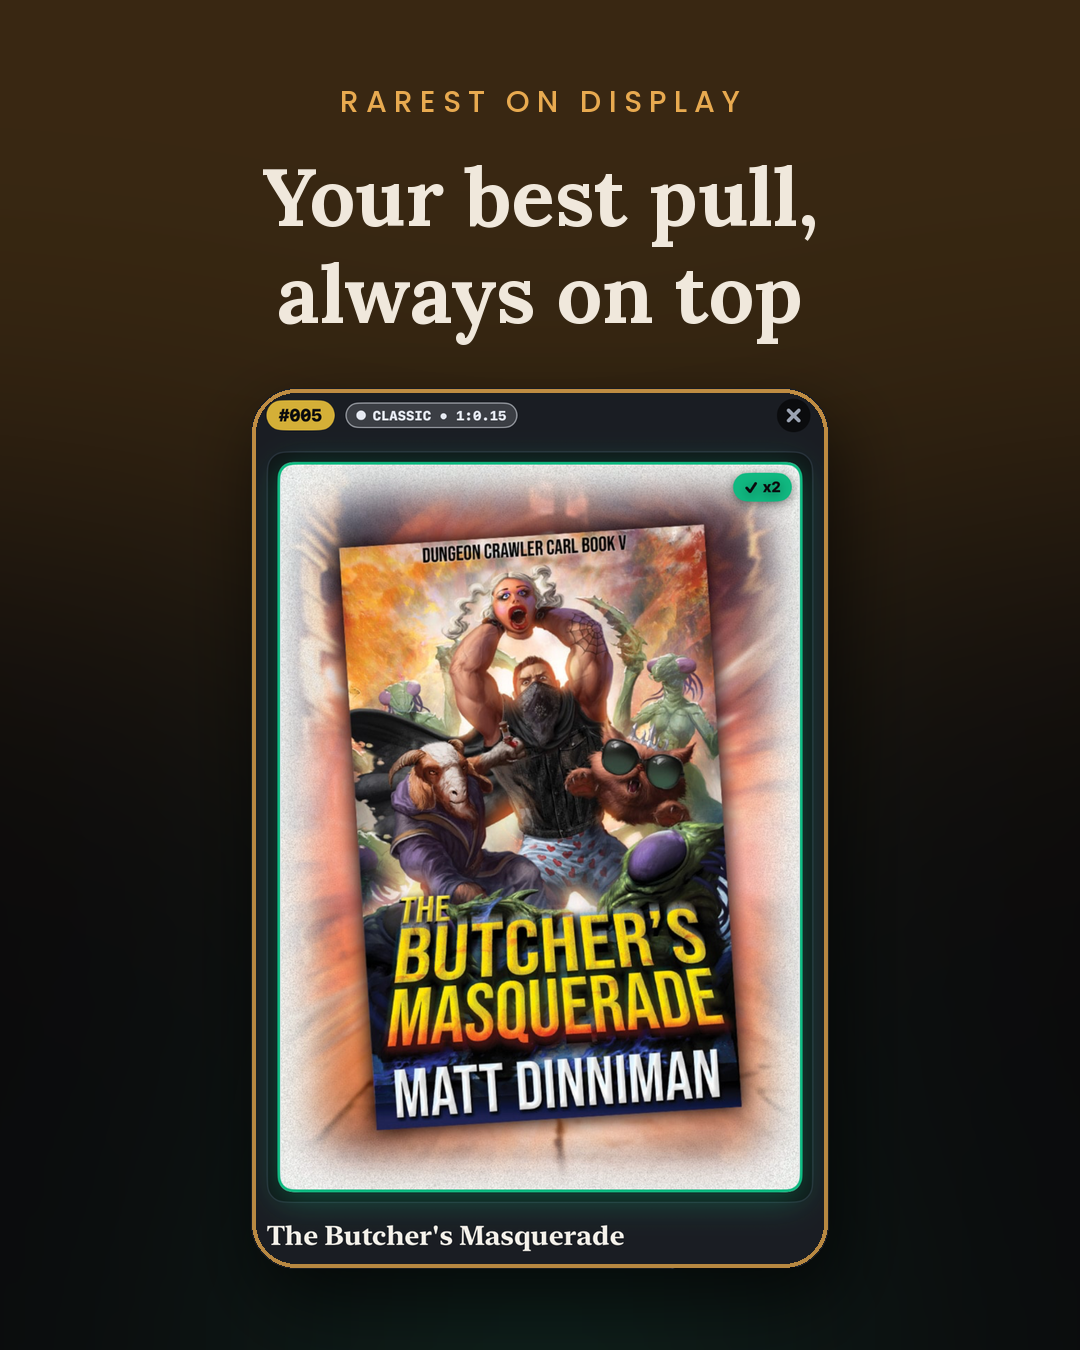 RAREST ON DISPLAY
Your best pull,
always on top
#005
CLASSIC ● 1:0.15
x2
DUNGEON CRAWLER CARL BOOK V
THE
BUTCHER'S
MASQUERADE
MATT DINNIMAN
The Butcher's Masquerade